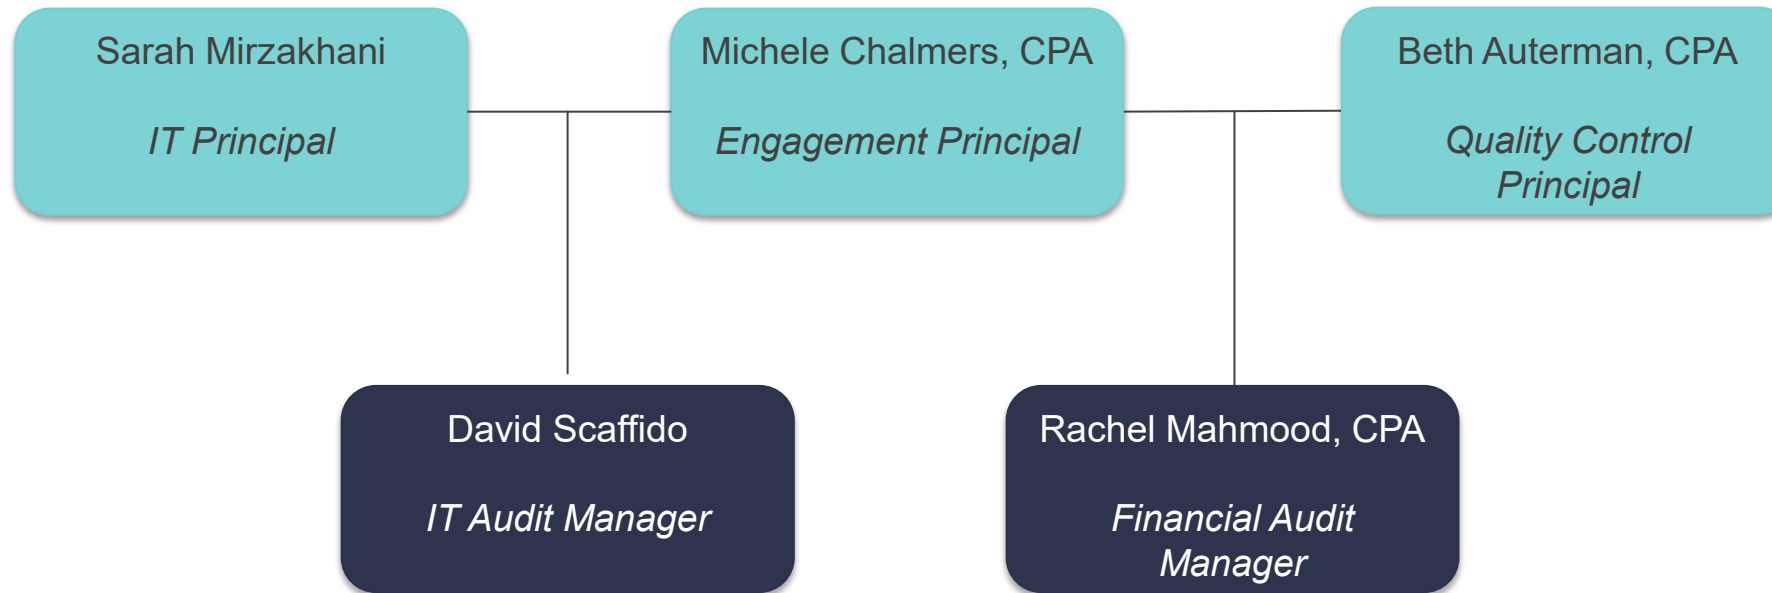 Sarah Mirzakhani
IT Principal
Michele Chalmers, CPA
Engagement Principal
Beth Auterman, CPA
Quality Control
Principal
David Scaffido
IT Audit Manager
Rachel Mahmood, CPA
Financial Audit
Manager